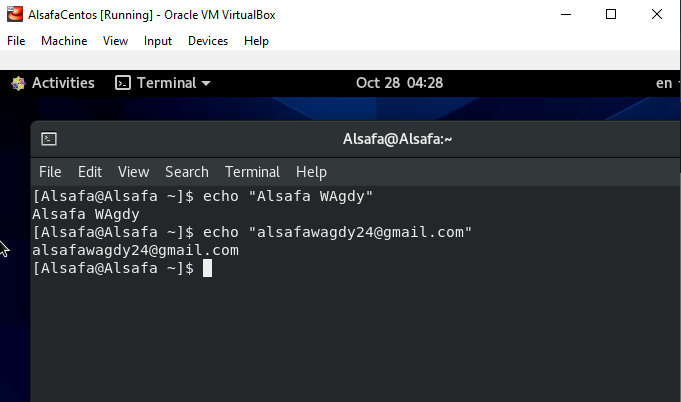 AlsafaCentos [Running] - Oracle VM VirtualBox
File Machine View Input Devices Help
Activities Terminal Oct 28 04:28 en
Alsafa@Alsafa:~
File Edit View Search Terminal Help
[Alsafa@Alsafa ~]$ echo "Alsafa WAgdy"
Alsafa WAgdy
[Alsafa@Alsafa ~]$ echo "alsafawagdy24@gmail.com"
alsafawagdy24@gmail.com
[Alsafa@Alsafa ~]$